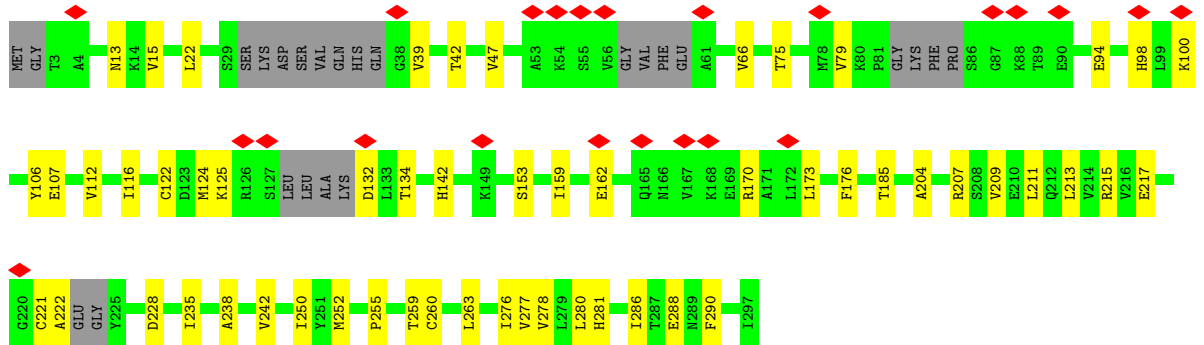 MET GLY T3 A4 N13 K14 V15 L22 S29 SER LYS ASP SER VAL GLN HIS GLN G38 V39 T42 V47 A53 K54 S55 V56 GLY VAL PHE GLU A61 V66 T75 M78 V79 K80 P81 GLY LYS PHE PRO S86 G87 K88 T89 E90 E94 H98 L99 K100
Y106 E107 V112 I116 C122 D123 M124 K125 R126 S127 LEU LEU ALA LYS D132 L133 T134 H142 K149 S153 I159 E162 Q165 N166 V167 K168 E169 R170 A171 L172 L173 F176 T185 A204 R207 S208 V209 E210 L211 Q212 L213 V214 R215 V216 E217
G220 C221 A222 GLU GLY Y225 D228 I235 A238 V242 I250 Y251 M252 P255 T259 C260 L263 I276 V277 V278 L279 L280 H281 I286 T287 E288 N289 F290 I297